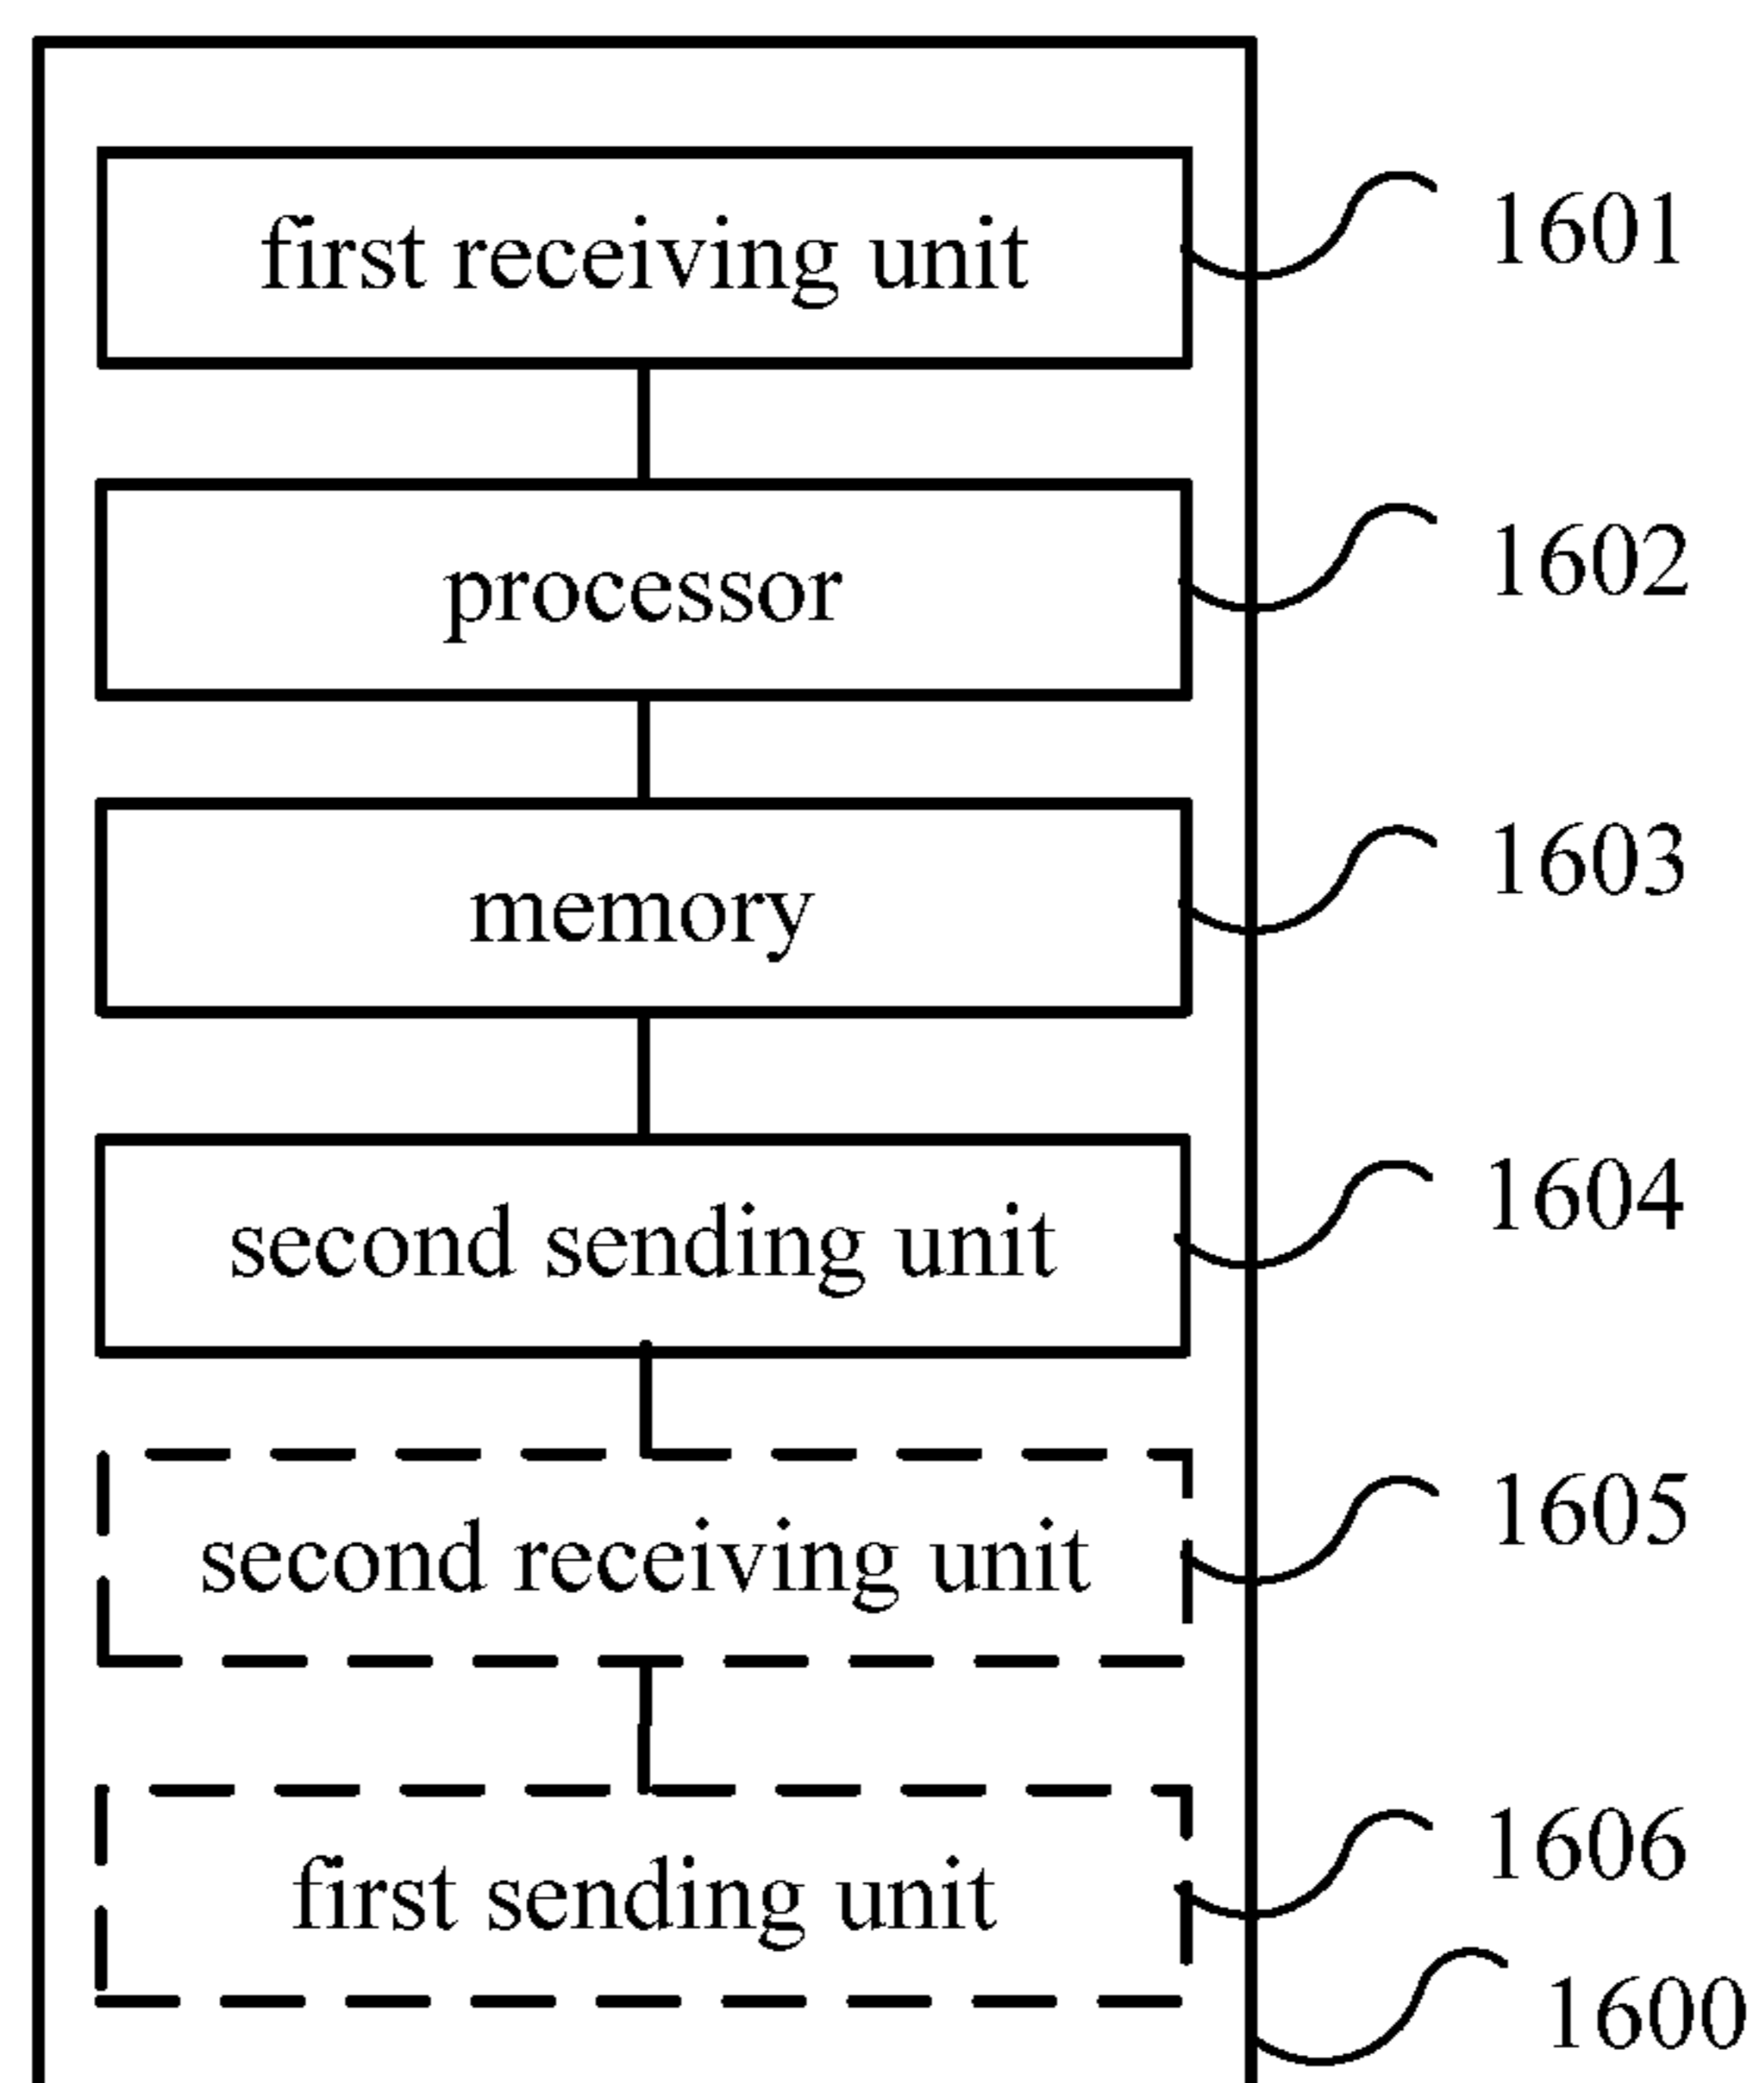 first receiving unit 1601
processor 1602
memory 1603
second sending unit 1604
second receiving unit 1605
first sending unit 1606
1600